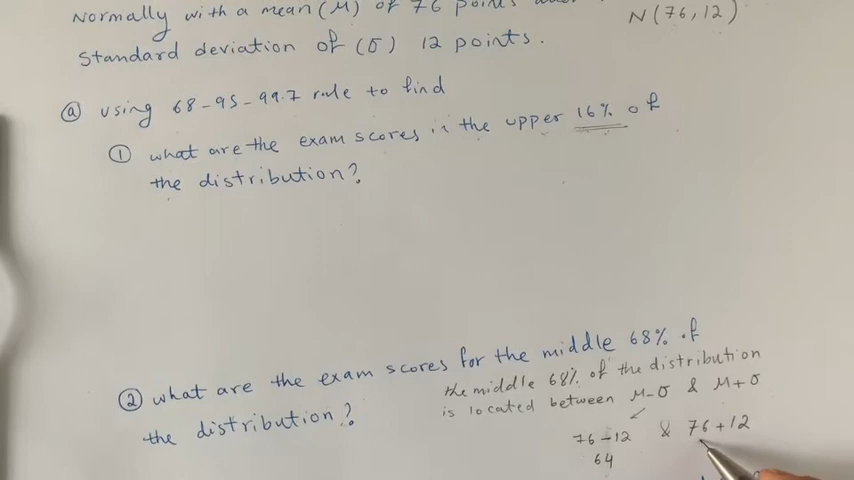 Normally with a mean (μ) of 76 points
N(76,12)
Standard deviation of (σ) 12 points.
ⓐ using 68-95-99.7 rule to find
① what are the exam scores in the upper 16% of
the distribution?
② what are the exam scores for the middle 68% of
the distribution?
the middle 68% of the distribution
is located between μ-σ & μ+σ
76-12 & 76+12
64